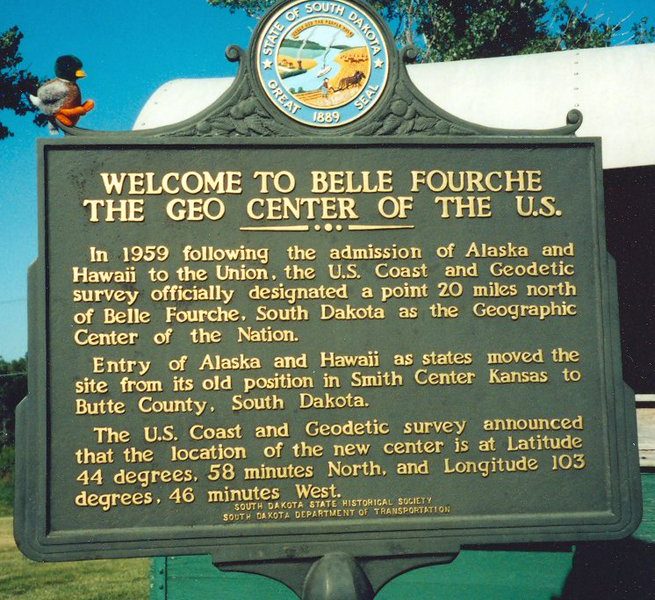 STATE OF SOUTH DAKOTA
UNDER GOD THE PEOPLE RULE
GREAT SEAL
1889
WELCOME TO BELLE FOURCHE
THE GEO CENTER OF THE U.S.
In 1959 following the admission of Alaska and
Hawaii to the Union, the U.S. Coast and Geodetic
survey officially designated a point 20 miles north
of Belle Fourche, South Dakota as the Geographic
Center of the Nation.
Entry of Alaska and Hawaii as states moved the
site from its old position in Smith Center Kansas to
Butte County, South Dakota.
The U.S. Coast and Geodetic survey announced
that the location of the new center is at Latitude
44 degrees, 58 minutes North, and Longitude 103
degrees, 46 minutes West.
SOUTH DAKOTA STATE HISTORICAL SOCIETY
SOUTH DAKOTA DEPARTMENT OF TRANSPORTATION